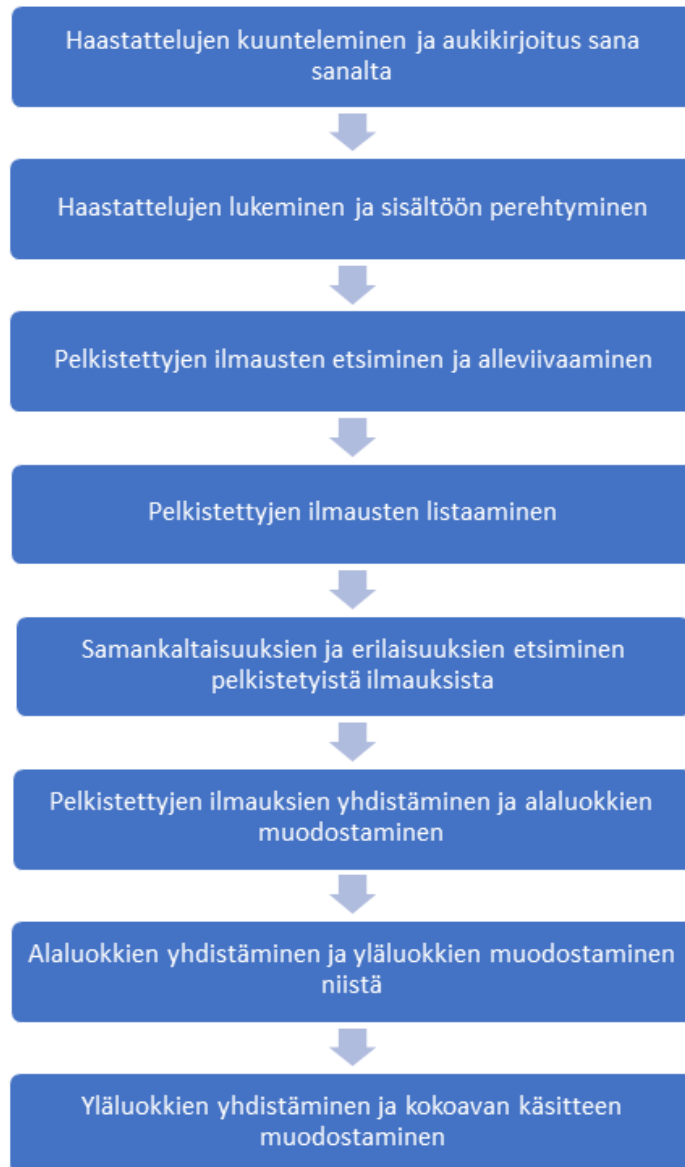 Haastattelujen kuunteleminen ja aukikirjoitus sana
sanalta
Haastattelujen lukeminen ja sisältöön perehtyminen
Pelkistettyjen ilmausten etsiminen ja alleviivaaminen
Pelkistettyjen ilmausten listaaminen
Samankaltaisuuksien ja erilaisuuksien etsiminen
pelkistetyistä ilmauksista
Pelkistettyjen ilmauksien yhdistäminen ja alaluokkien
muodostaminen
Alaluokkien yhdistäminen ja yläluokkien muodostaminen
niistä
Yläluokkien yhdistäminen ja kokoavan käsitteen
muodostaminen